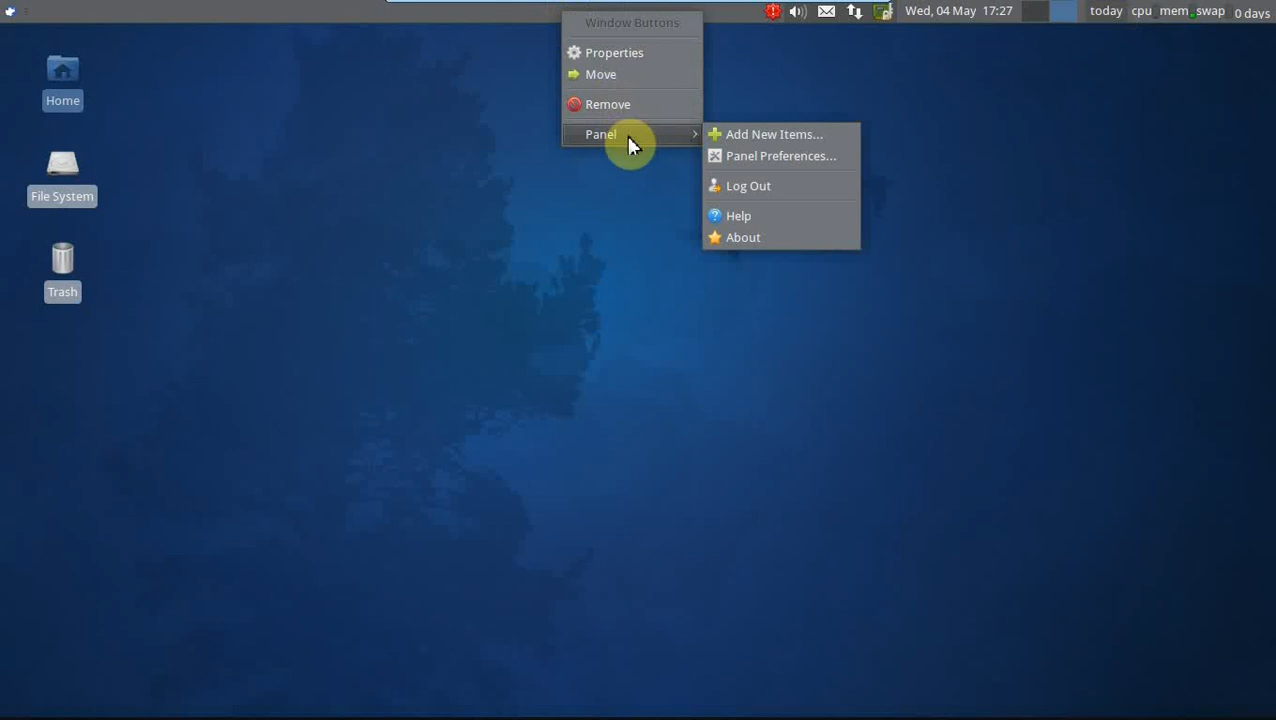 Wed, 04 May 17:27 today cpu mem swap 0 days
Window Buttons
Properties
Move
Remove
Panel
Add New Items...
Panel Preferences...
Log Out
Help
About
Home
File System
Trash